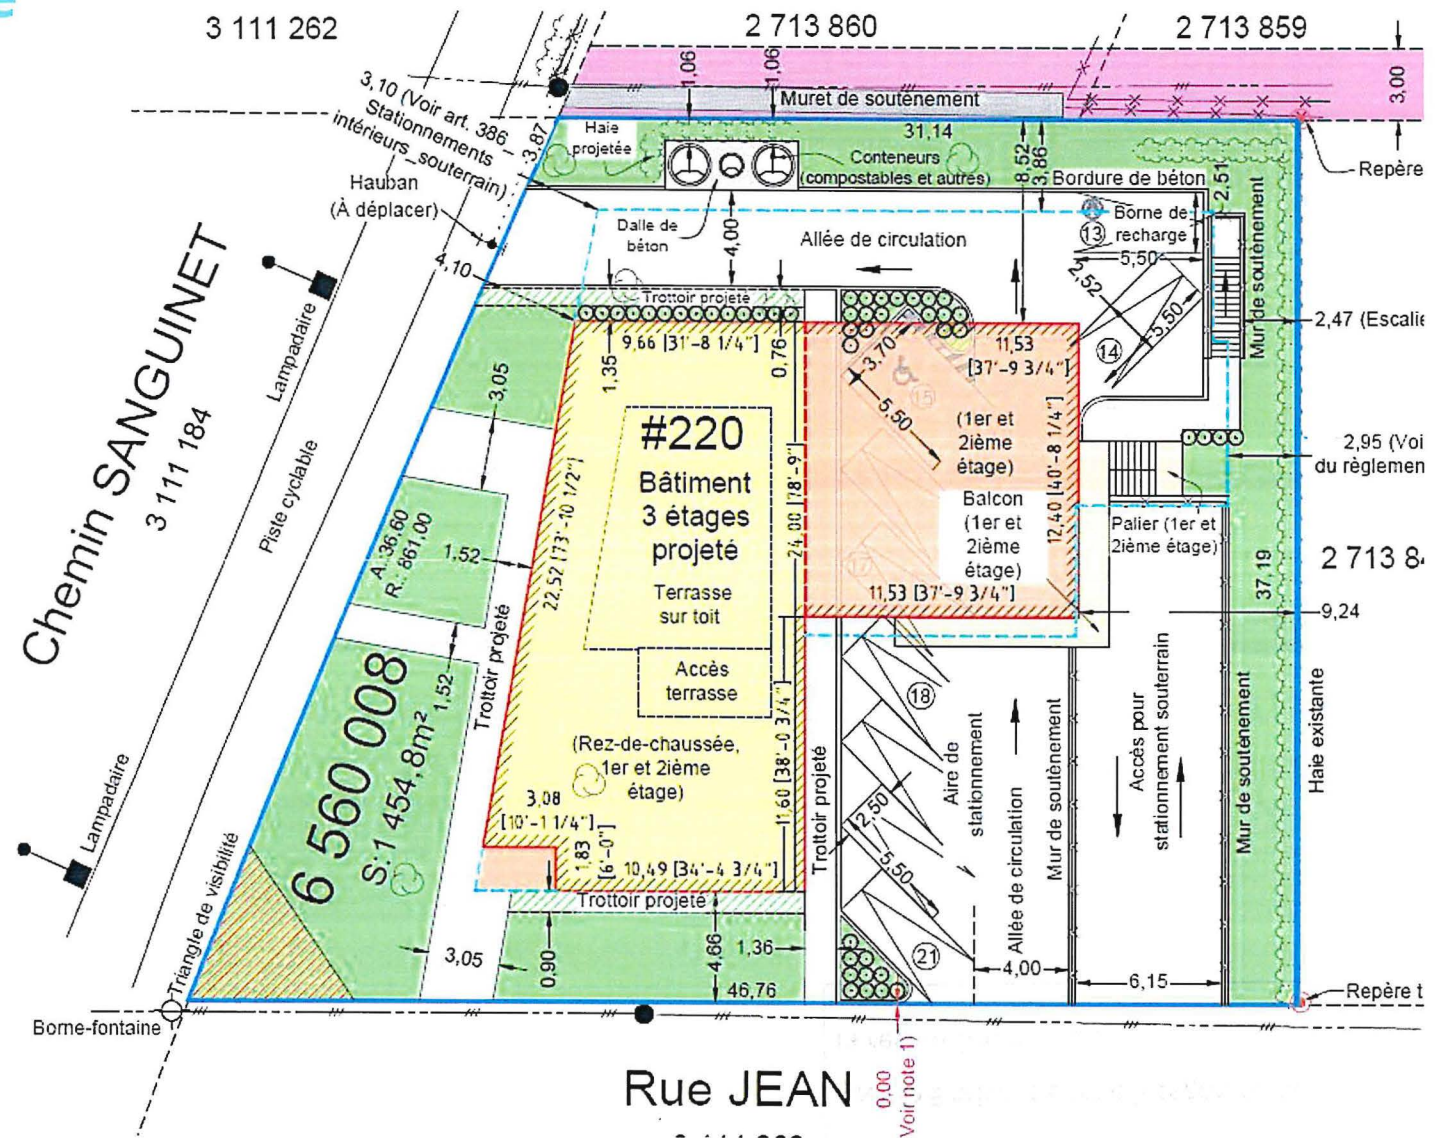 3 111 262
2 713 860
2 713 859
3,10 (Voir art. 386
Stationnements
intérieurs_souterrain)
3,87
Hauban
(À déplacer)
4,10
Haie
projetée
1,06
1,06
Muret de soutènement
31,14
3,00
Repère
Conteneurs
(compostables et autres)
8,52
3,86
Bordure de béton
2,51
Dalle de
béton
4,00
Allée de circulation
13
Borne de
recharge
5,50
2,52
5,50
14
Mur de soutènement
2,47 (Escalie
Trottoir projeté
9,66 [31'-8 1/4"]
1,35
0,76
3,70
5,50
15
11,53
[37'-9 3/4"]
(1er et
2ième
étage)
Balcon
(1er et
2ième
étage)
12,40 [40'-8 1/4"]
17
11,53 [37'-9 3/4"]
2,95 (Voi
du règlemen
Palier (1er et
2ième étage)
37,19
2 713 84
9,24
Chemin SANGUINET
3 111 184
Lampadaire
Piste cyclable
3,05
A: 36,60
R.: 861,00
1,52
1,52
22,52 [73'-10 1/2"]
#220
Bâtiment
3 étages
projeté
Terrasse
sur toit
Accès
terrasse
24,00 [78'-9"]
(Rez-de-chaussée,
1er et 2ième
étage)
11,60 [38'-0 3/4"]
3,08
[10'-1 1/4"]
1,83
[6'-0"]
10,49 [34'-4 3/4"]
Trottoir projeté
Trottoir projeté
Trottoir projeté
6 560 008
S:1 454,8m²
Lampadaire
Triangle de visibilité
Borne-fontaine
3,05
0,90
4,66
1,36
46,76
18
2,50
5,50
21
Aire de
stationnement
Allée de circulation
4,00
Mur de soutènement
Accès pour
stationnement souterrain
6,15
Mur de soutènement
Haie existante
Repère t
Rue JEAN
0,00
Voir note 1)